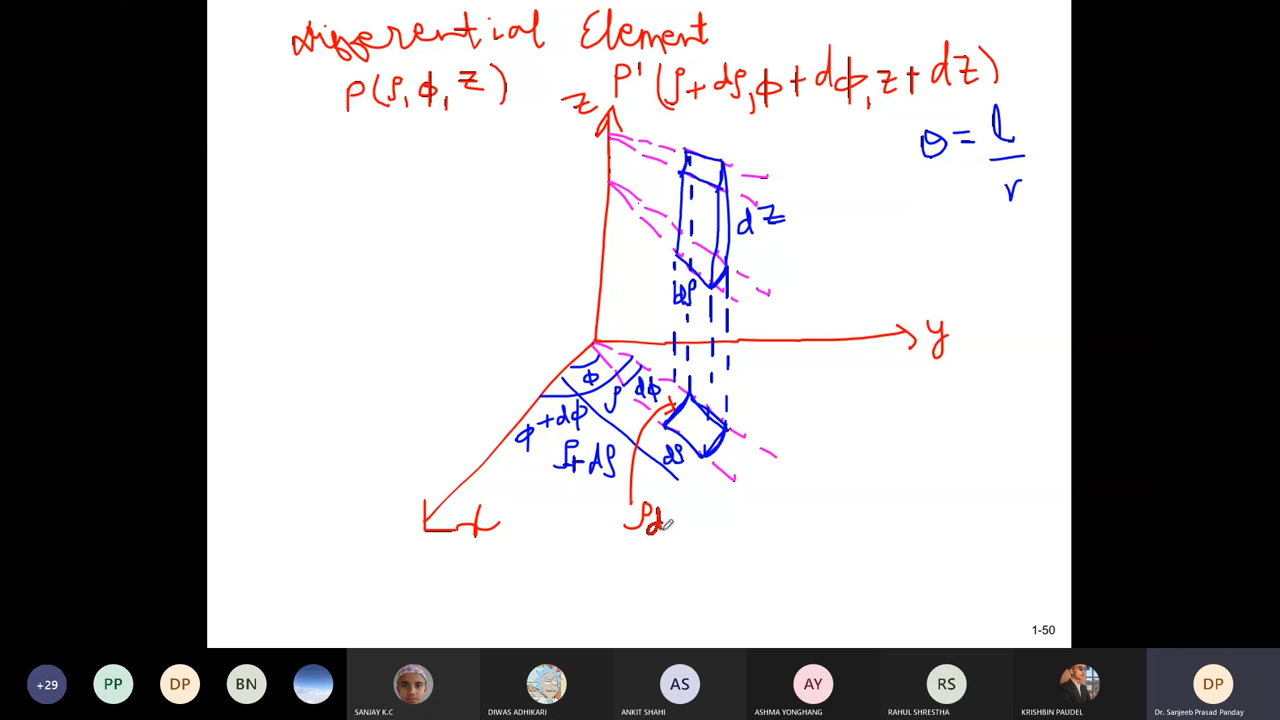 Differential Element
P(ρ, φ, z) P'(ρ+dρ, φ+dφ, z+dz)
z
θ = l/r
dz
dρ
y
φ
ρ
dφ
φ+dφ
ρ+dρ
dρ
x
ρd
1-50
+29 PP DP BN AS AY RS DP
SANJAY K.C DIWAS ADHIKARI ANKIT SHAHI ASHMA YONGHANG RAHUL SHRESTHA KRISHBIN PAUDEL Dr. Sanjeeb Prasad Panday